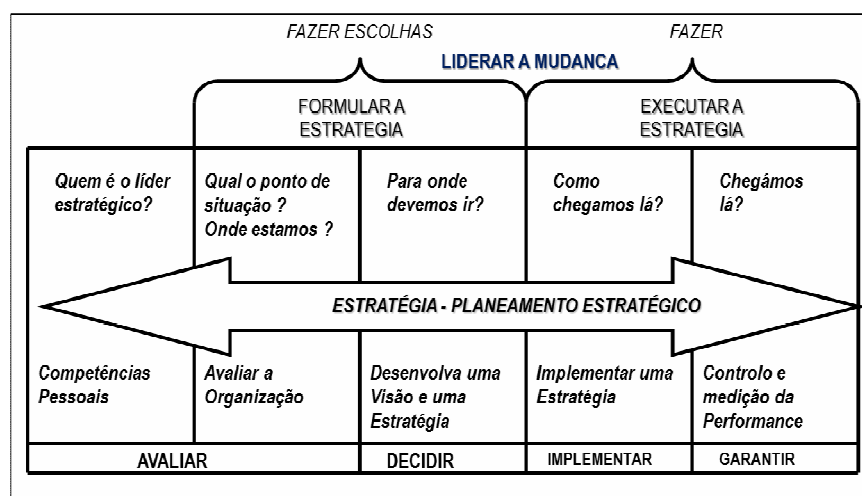 FAZER ESCOLHAS
FAZER
LIDERAR A MUDANCA
FORMULAR A
ESTRATEGIA
EXECUTAR A
ESTRATEGIA
Quem é o líder
estratégico?
Qual o ponto de
situação ?
Onde estamos ?
Para onde
devemos ir?
Como
chegamos lá?
Chegámos
lá?
ESTRATÉGIA - PLANEAMENTO ESTRATÉGICO
Competências
Pessoais
Avaliar a
Organização
Desenvolva uma
Visão e uma
Estratégia
Implementar uma
Estratégia
Controlo e
medição da
Performance
AVALIAR
DECIDIR
IMPLEMENTAR
GARANTIR